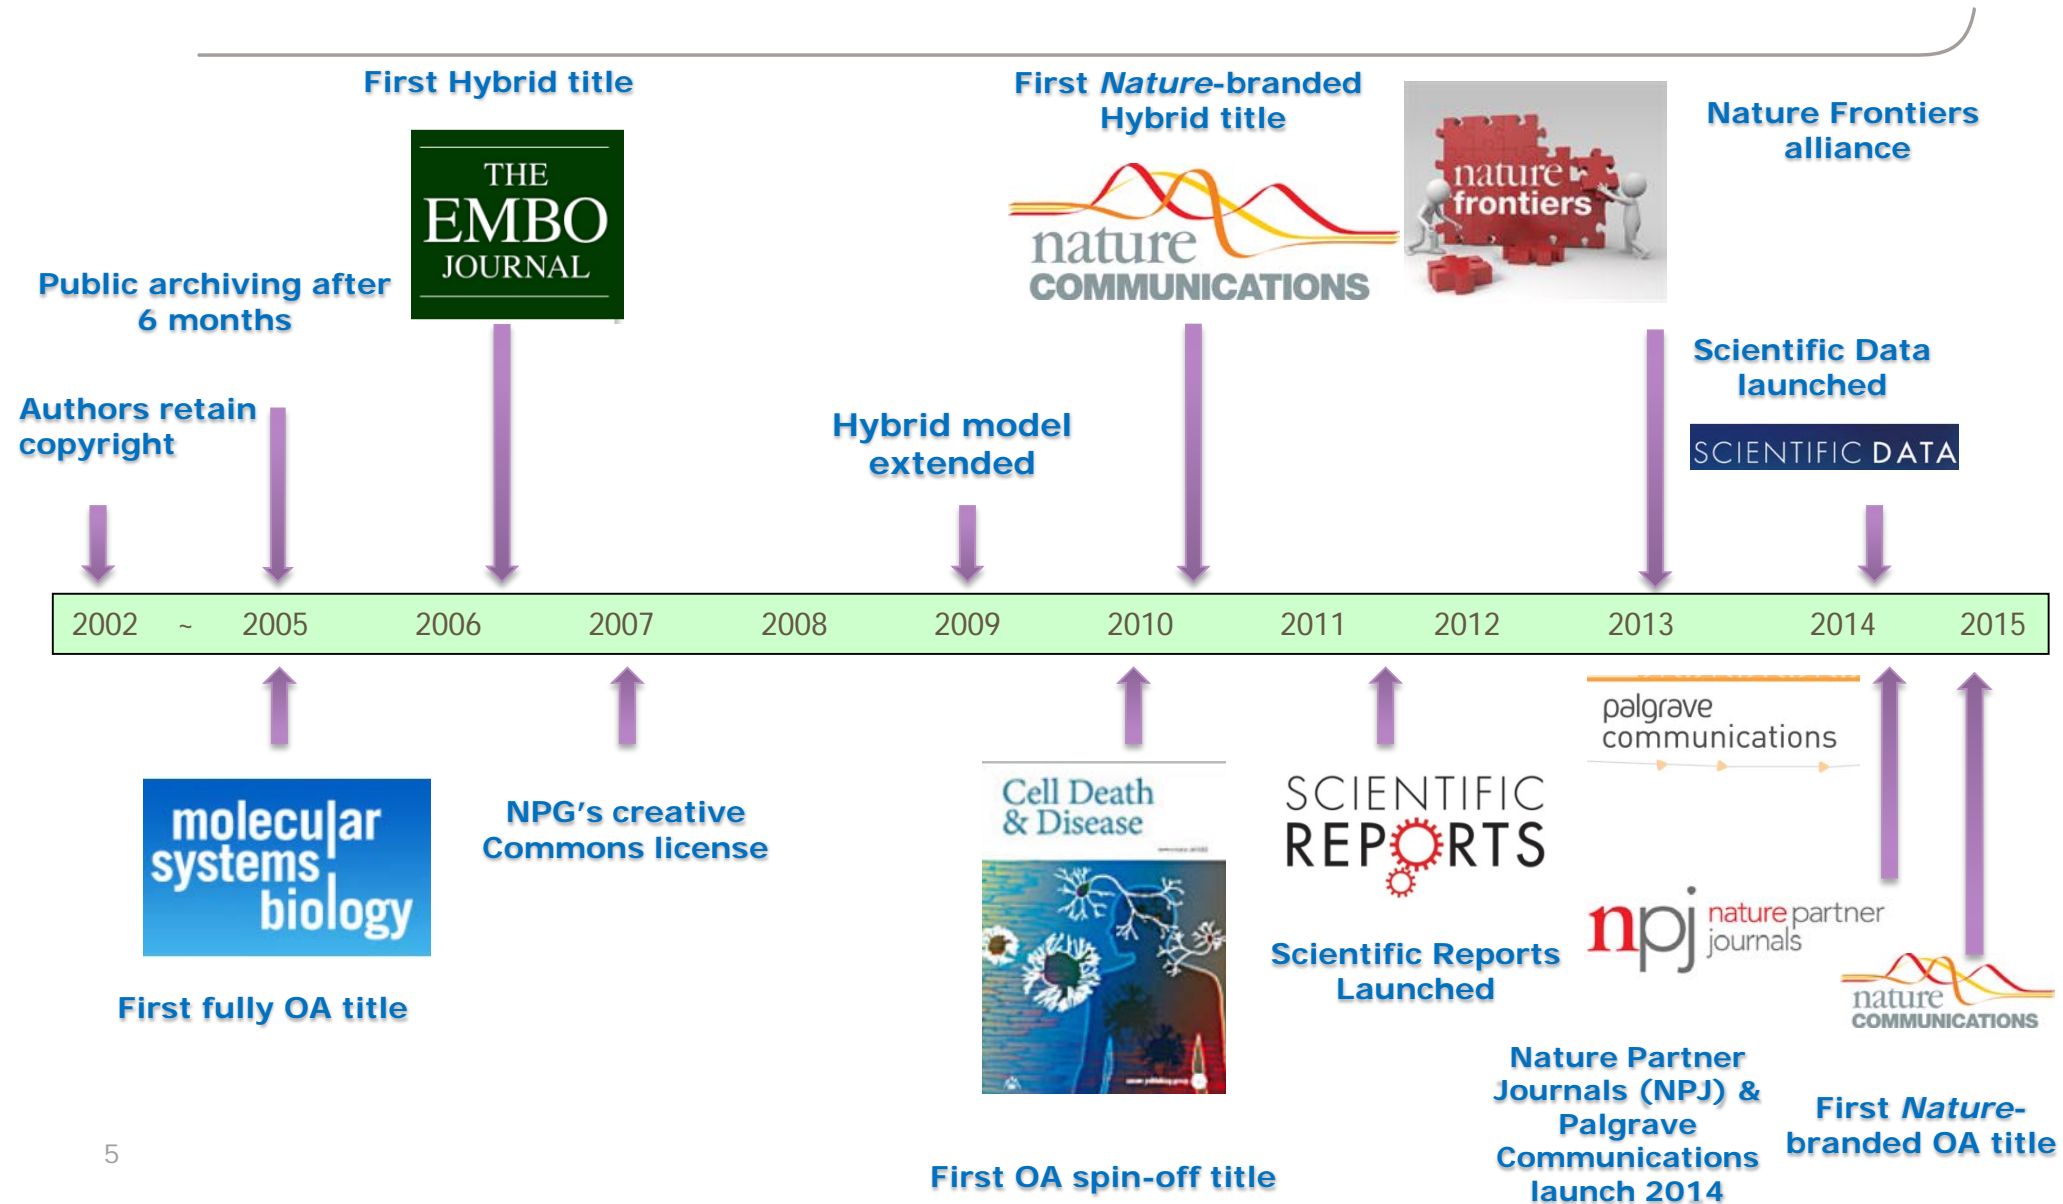 First Hybrid title
THE
EMBO
JOURNAL
First Nature-branded
Hybrid title
nature
COMMUNICATIONS
nature
frontiers
Nature Frontiers
alliance
Public archiving after
6 months
Authors retain
copyright
Hybrid model
extended
Scientific Data
launched
SCIENTIFIC DATA
2002 ~ 2005 2006 2007 2008 2009 2010 2011 2012 2013 2014 2015
molecular
systems
biology
First fully OA title
NPG’s creative
Commons license
Cell Death
& Disease
First OA spin-off title
SCIENTIFIC
REPORTS
Scientific Reports
Launched
palgrave
communications
npj nature partner
journals
Nature Partner
Journals (NPJ) &
Palgrave
Communications
launch 2014
nature
COMMUNICATIONS
First Nature-
branded OA title
5